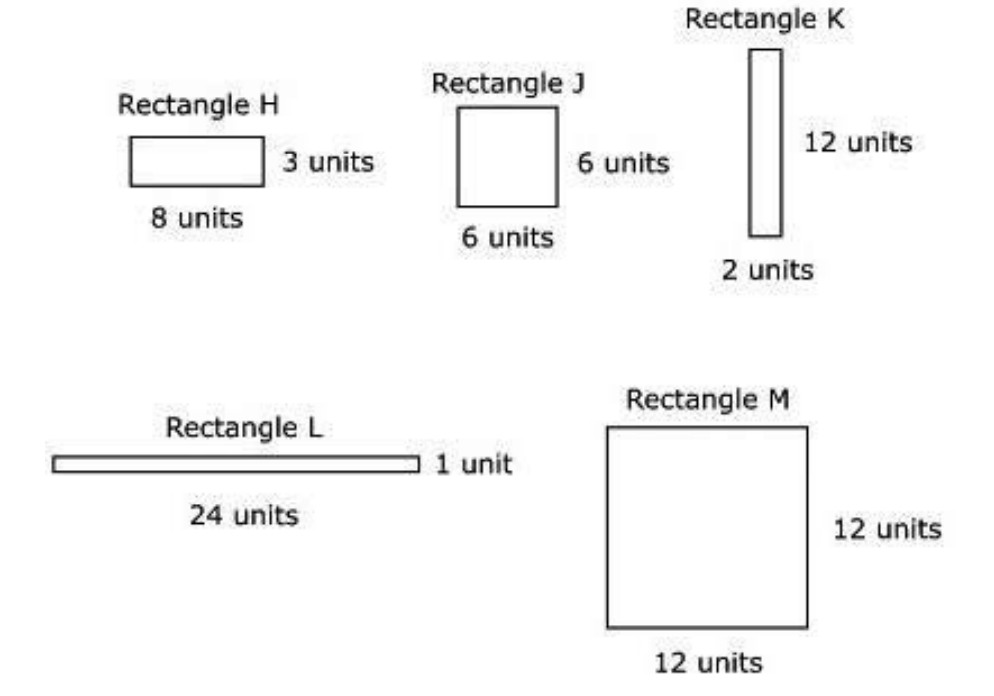 Rectangle H
3 units
8 units
Rectangle J
6 units
6 units
Rectangle K
12 units
2 units
Rectangle L
1 unit
24 units
Rectangle M
12 units
12 units